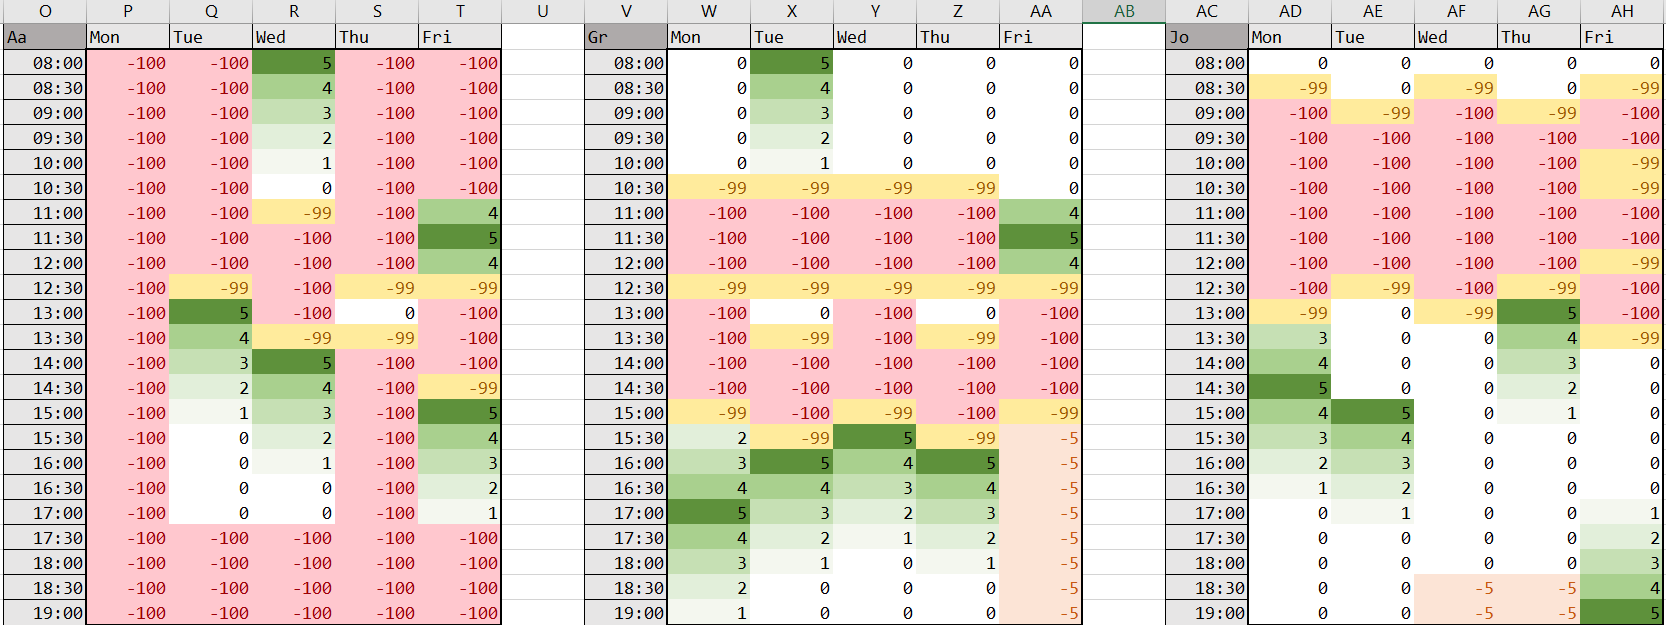 O P Q R S T U V W X Y Z AA AB AC AD AE AF AG AH
Aa Mon Tue Wed Thu Fri Gr Mon Tue Wed Thu Fri Jo Mon Tue Wed Thu Fri
08:00 -100 -100 5 -100 -100 08:00 0 5 0 0 0 08:00 0 0 0 0 0
08:30 -100 -100 4 -100 -100 08:30 0 4 0 0 0 08:30 -99 0 -99 0 -99
09:00 -100 -100 3 -100 -100 09:00 0 3 0 0 0 09:00 -100 -99 -100 -99 -100
09:30 -100 -100 2 -100 -100 09:30 0 2 0 0 0 09:30 -100 -100 -100 -100 -100
10:00 -100 -100 1 -100 -100 10:00 0 1 0 0 0 10:00 -100 -100 -100 -100 -99
10:30 -100 -100 0 -100 -100 10:30 -99 -99 -99 -99 0 10:30 -100 -100 -100 -100 -99
11:00 -100 -100 -99 -100 4 11:00 -100 -100 -100 -100 4 11:00 -100 -100 -100 -100 -100
11:30 -100 -100 -100 -100 5 11:30 -100 -100 -100 -100 5 11:30 -100 -100 -100 -100 -100
12:00 -100 -100 -100 -100 4 12:00 -100 -100 -100 -100 4 12:00 -100 -100 -100 -100 -99
12:30 -100 -99 -100 -99 -99 12:30 -99 -99 -99 -99 -99 12:30 -100 -99 -100 -99 -100
13:00 -100 5 -100 0 -100 13:00 -100 0 -100 0 -100 13:00 -99 0 -99 5 -100
13:30 -100 4 -99 -99 -100 13:30 -100 -99 -100 -99 -100 13:30 3 0 0 4 -99
14:00 -100 3 5 -100 -100 14:00 -100 -100 -100 -100 -100 14:00 4 0 0 3 0
14:30 -100 2 4 -100 -99 14:30 -100 -100 -100 -100 -100 14:30 5 0 0 2 0
15:00 -100 1 3 -100 5 15:00 -99 -100 -99 -100 -99 15:00 4 5 0 1 0
15:30 -100 0 2 -100 4 15:30 2 -99 5 -99 -5 15:30 3 4 0 0 0
16:00 -100 0 1 -100 3 16:00 3 5 4 5 -5 16:00 2 3 0 0 0
16:30 -100 0 0 -100 2 16:30 4 4 3 4 -5 16:30 1 2 0 0 0
17:00 -100 0 0 -100 1 17:00 5 3 2 3 -5 17:00 0 1 0 0 1
17:30 -100 -100 -100 -100 -100 17:30 4 2 1 2 -5 17:30 0 0 0 0 2
18:00 -100 -100 -100 -100 -100 18:00 3 1 0 1 -5 18:00 0 0 0 0 3
18:30 -100 -100 -100 -100 -100 18:30 2 0 0 0 -5 18:30 0 0 -5 -5 4
19:00 -100 -100 -100 -100 -100 19:00 1 0 0 0 -5 19:00 0 0 -5 -5 5